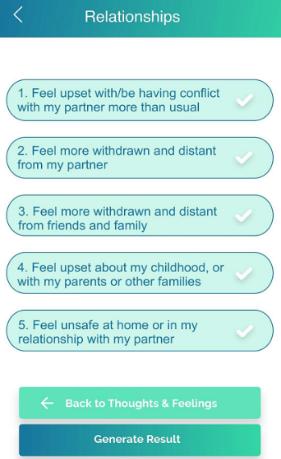 Relationships
1. Feel upset with/be having conflict
with my partner more than usual
2. Feel more withdrawn and distant
from my partner
3. Feel more withdrawn and distant
from friends and family
4. Feel upset about my childhood, or
with my parents or other families
5. Feel unsafe at home or in my
relationship with my partner
Back to Thoughts & Feelings
Generate Result